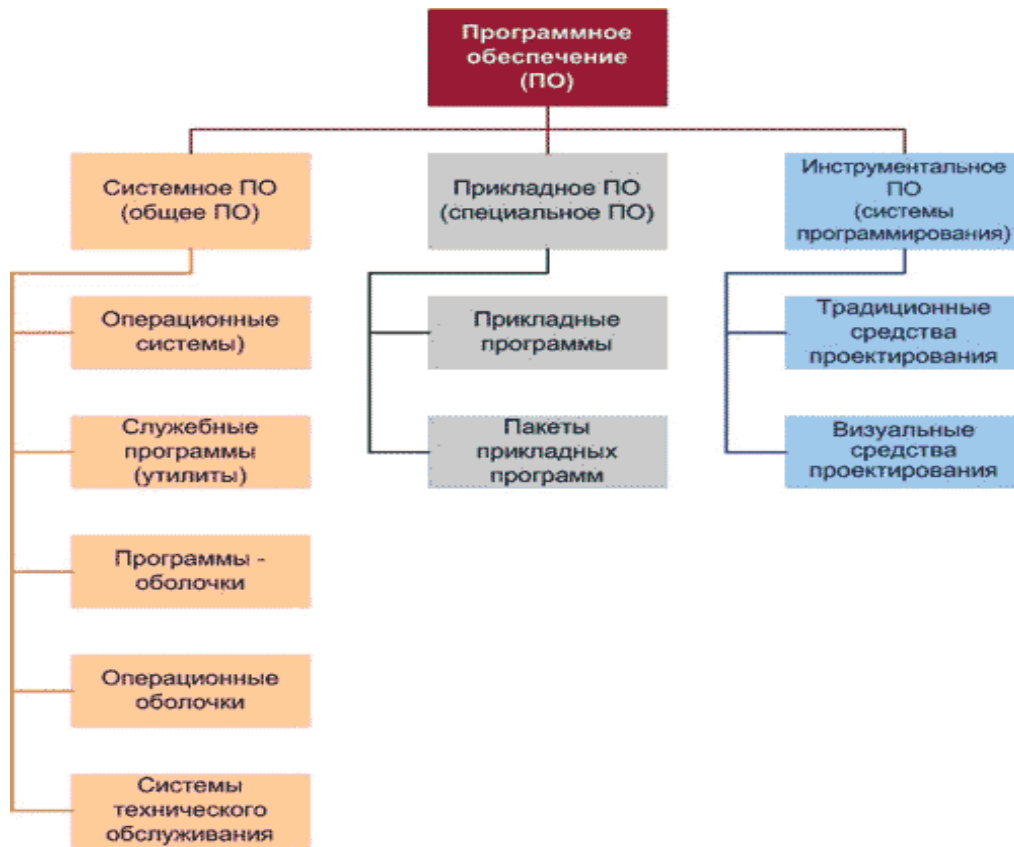 Программное
обеспечение
(ПО)
Системное ПО
(общее ПО)
Операционные
системы)
Служебные
программы
(утилиты)
Программы -
оболочки
Операционные
оболочки
Системы
технического
обслуживания
Прикладное ПО
(специальное ПО)
Прикладные
программы
Пакеты
прикладных
программ
Инструментальное
ПО
(системы
программирования)
Традиционные
средства
проектирования
Визуальные
средства
проектирования